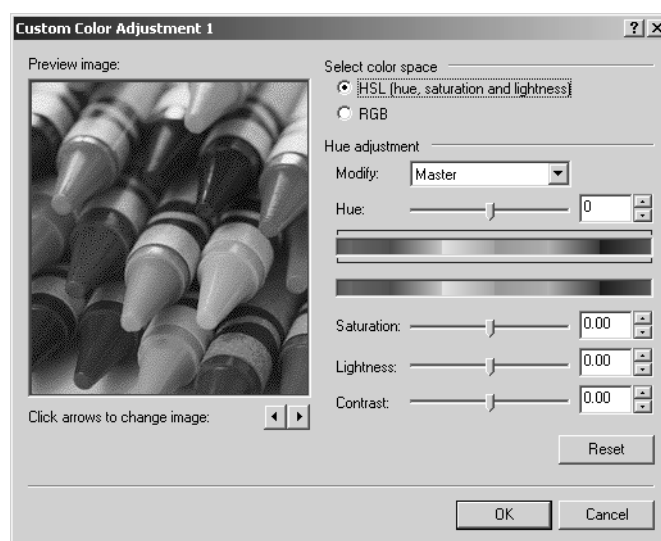 Custom Color Adjustment 1
Preview image:
Click arrows to change image:
Select color space
HSL (hue, saturation and lightness)
RGB
Hue adjustment
Modify: Master
Hue: 0
Saturation: 0.00
Lightness: 0.00
Contrast: 0.00
Reset
OK Cancel